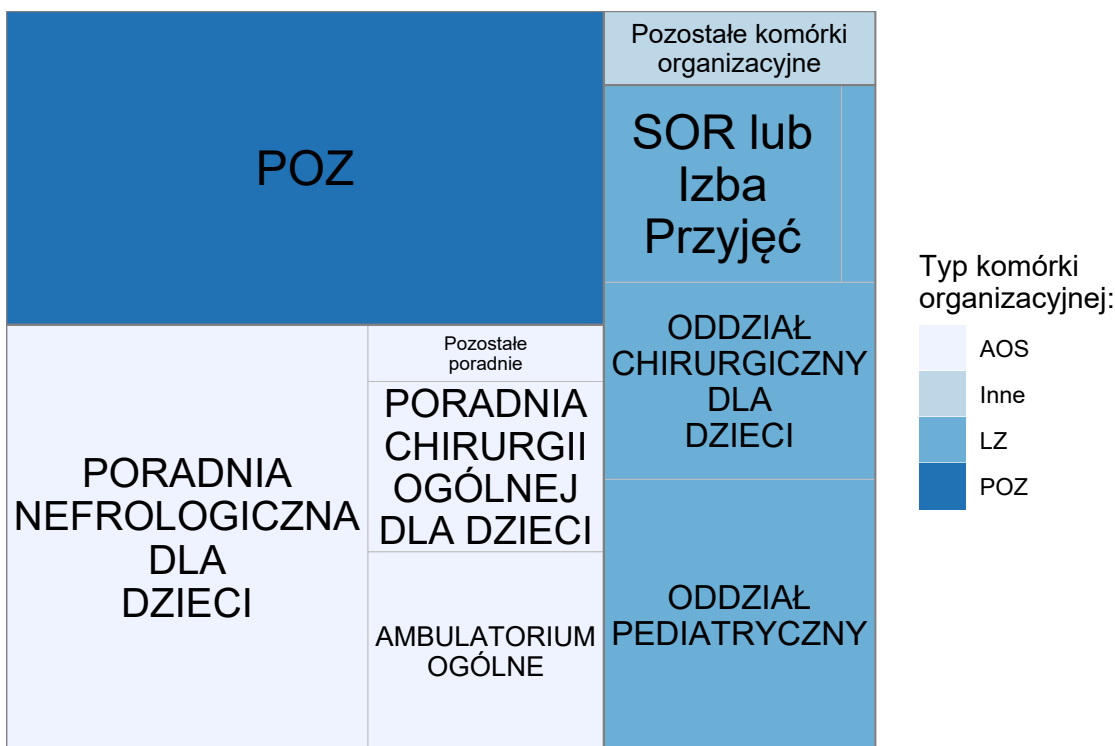 POZ
Pozostałe komórki
organizacyjne
SOR lub
Izba
Przyjęć
ODDZIAŁ
CHIRURGICZNY
DLA
DZIECI
ODDZIAŁ
PEDIATRYCZNY
PORADNIA
NEFROLOGICZNA
DLA
DZIECI
Pozostałe
poradnie
PORADNIA
CHIRURGII
OGÓLNEJ
DLA DZIECI
AMBULATORIUM
OGÓLNE
Typ komórki
organizacyjnej:
AOS
Inne
LZ
POZ